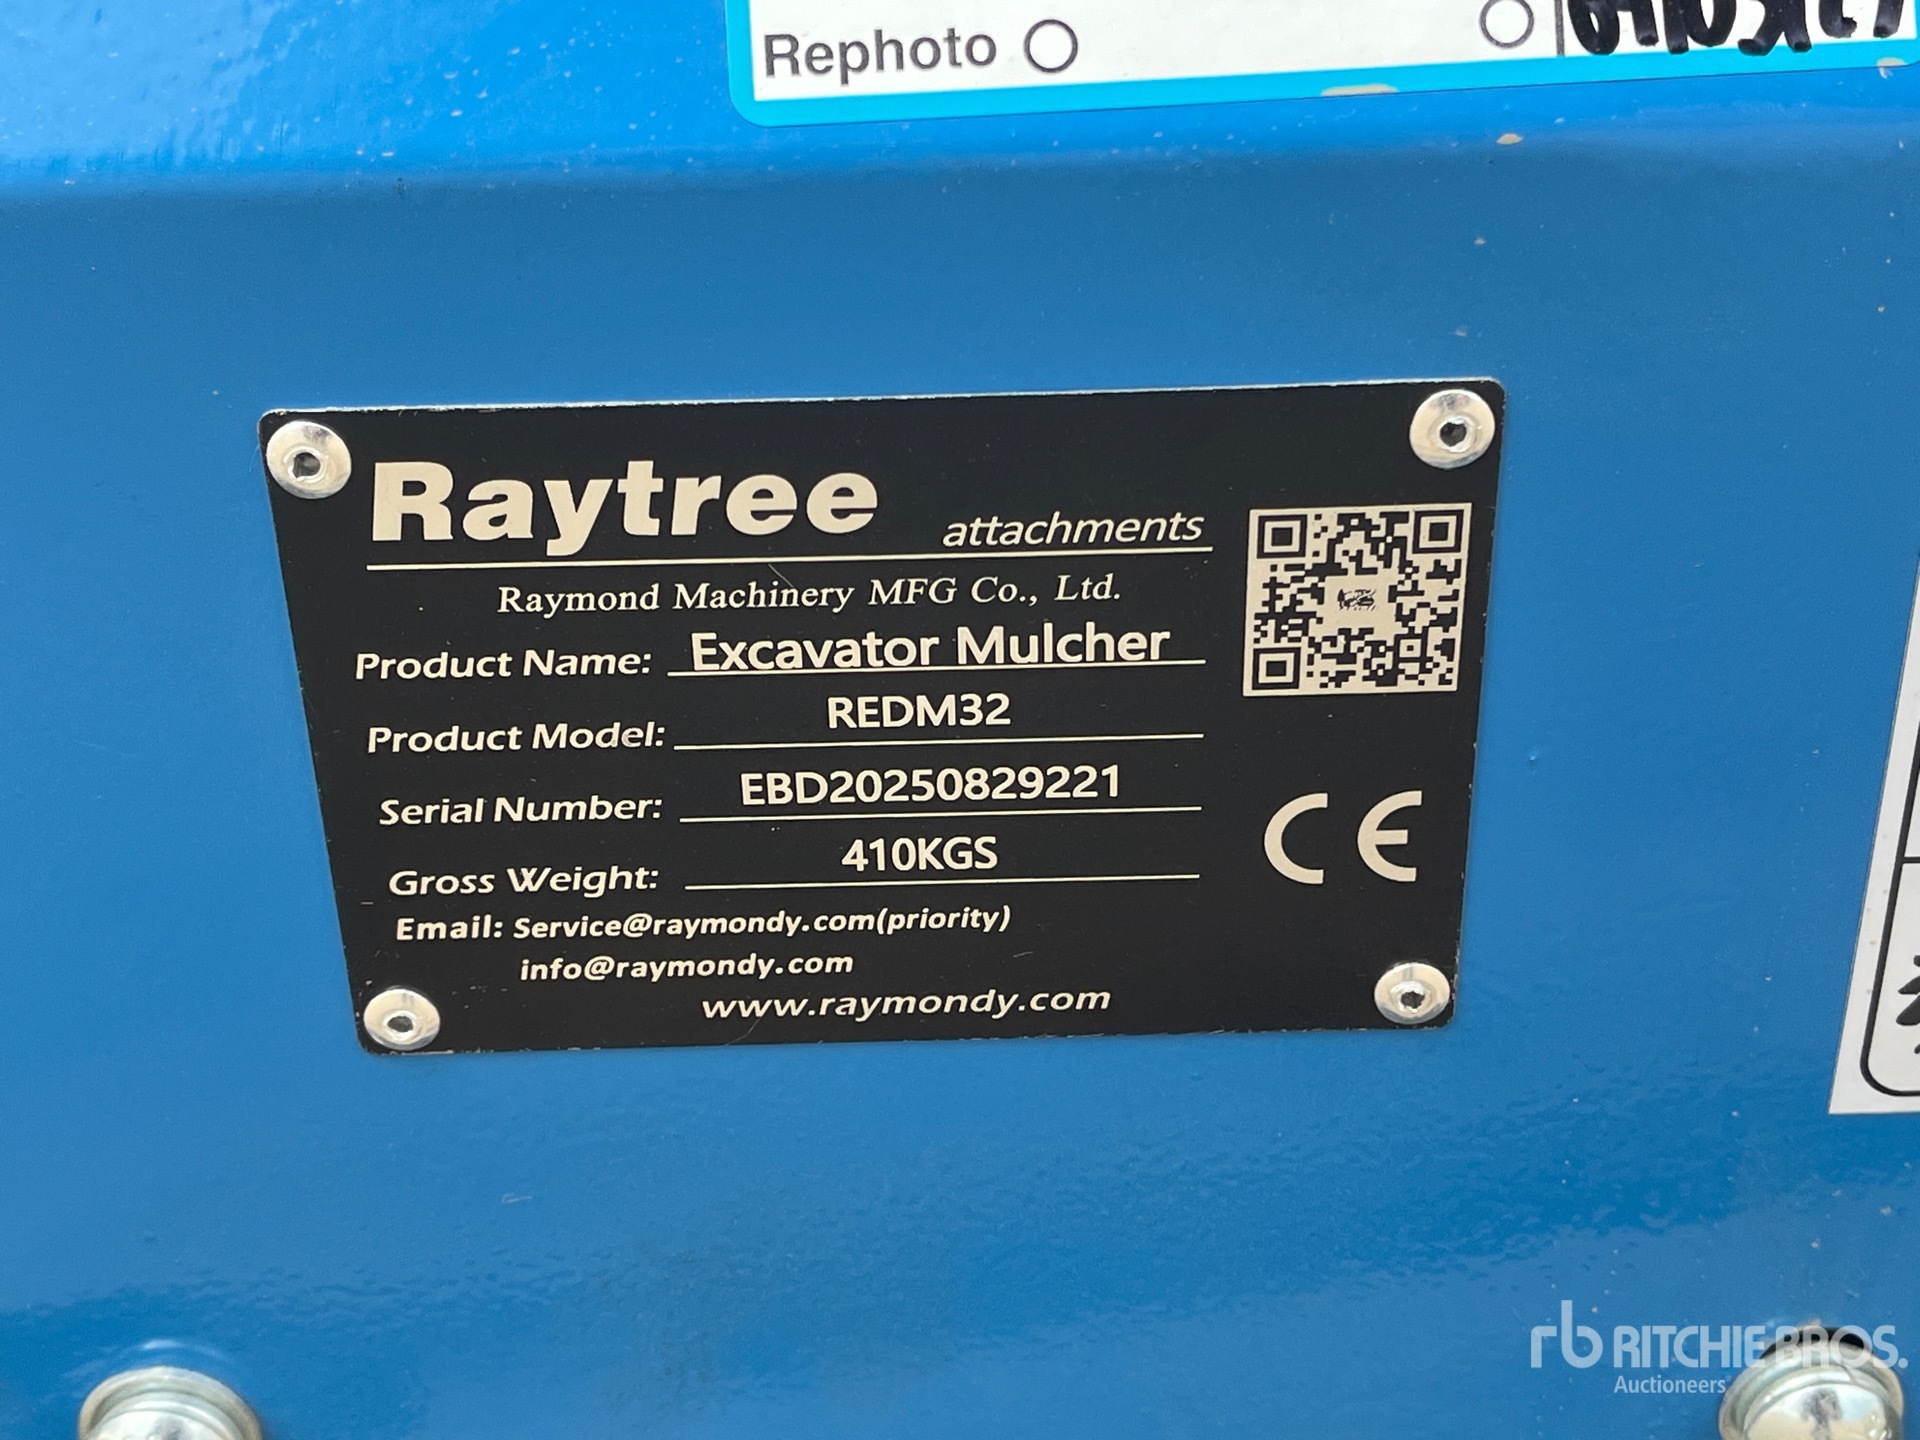 Rephoto
Raytree attachments
Raymond Machinery MFG Co., Ltd.
Product Name: Excavator Mulcher
Product Model: REDM32
Serial Number: EBD20250829221
Gross Weight: 410KGS
CE
Email: Service@raymondy.com(priority)
info@raymondy.com
www.raymondy.com
rb RITCHIE BROS.
Auctioneers